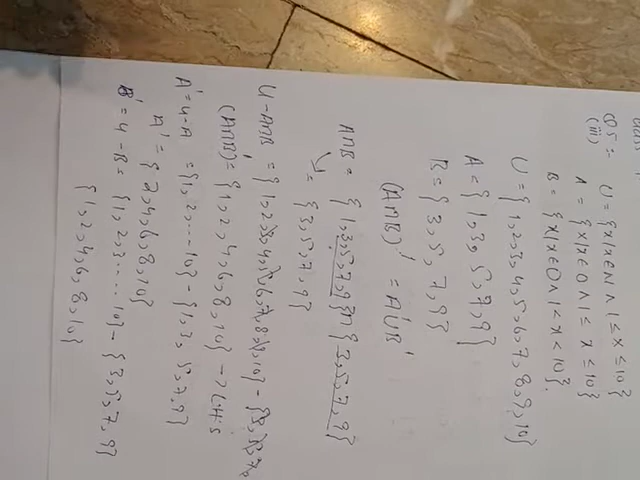 Q5:-
(iii) U = {x|x∈N ∧ 1 ≤ x ≤ 10}
A = {x|x∈O ∧ 1 ≤ x ≤ 10}
B = {x|x∈O ∧ 1 < x < 10}.
U = {1,2,3,4,5,6,7,8,9,10}
A = {1,3,5,7,9}
B = {3,5,7,9}
(A∩B)' = A'∪B'
A∩B = {1,3,5,7,9}∩{3,5,7,9}
= {3,5,7,9}
U-A∩B = {1,2,3,4,5,6,7,8,9,10} -
(A∩B)' = {1,2,4,6,8,10} → L.H.S
A' = U-A = {1,2,...10} - {1,3,5,7,9}
A' = {2,4,6,8,10}
B' = U-B = {1,2,3....10} - {3,5,7,9}
{1,2,4,6,8,10}